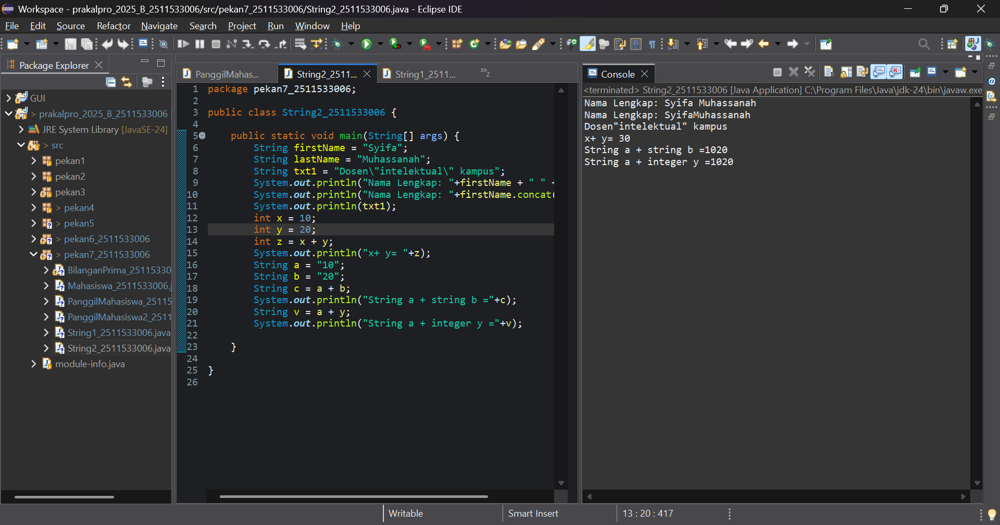 Workspace - prakalpro_2025_B_2511533006/src/pekan7_2511533006/String2_2511533006.java - Eclipse IDE
File Edit Source Refactor Navigate Search Project Run Window Help
Package Explorer
GUI
> prakalpro_2025_B_2511533006
JRE System Library [JavaSE-24]
> src
pekan1
pekan2
pekan3
> pekan4
> pekan5
> pekan6_2511533006
> pekan7_2511533006
BilanganPrima_25115330
Mahasiswa_2511533006.j
PanggilMahasiswa_25115
PanggilMahasiswa2_2511
String1_2511533006.java
String2_2511533006.java
module-info.java
PanggilMahas... String2_2511... String1_2511... »2
1 package pekan7_2511533006;
2
3 public class String2_2511533006 {
4
5 public static void main(String[] args) {
6 String firstName = "Syifa";
7 String lastName = "Muhassanah";
8 String txt1 = "Dosen\"intelektual\" kampus";
9 System.out.println("Nama Lengkap: "+firstName + " " +
10 System.out.println("Nama Lengkap: "+firstName.concat(
11 System.out.println(txt1);
12 int x = 10;
13 int y = 20;
14 int z = x + y;
15 System.out.println("x+ y= "+z);
16 String a = "10";
17 String b = "20";
18 String c = a + b;
19 System.out.println("String a + string b ="+c);
20 String v = a + y;
21 System.out.println("String a + integer y ="+v);
22
23 }
24
25 }
26
Console
<terminated> String2_2511533006 [Java Application] C:\Program Files\Java\jdk-24\bin\javaw.exe
Nama Lengkap: Syifa Muhassanah
Nama Lengkap: SyifaMuhassanah
Dosen"intelektual" kampus
x+ y= 30
String a + string b =1020
String a + integer y =1020
Writable Smart Insert 13 : 20 : 417